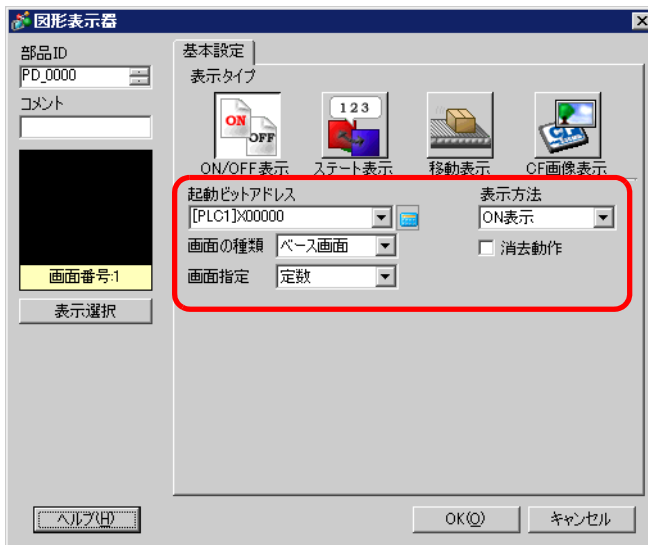 図形表示器
部品ID
PD_0000
コメント
画面番号:1
表示選択
基本設定
表示タイプ
ON
OFF
123
ON/OFF表示 ステート表示 移動表示 CF画像表示
起動ビットアドレス 表示方法
[PLC1]X00000 ON表示
画面の種類 ベース画面 消去動作
画面指定 定数
ヘルプ(H) OK(O) キャンセル